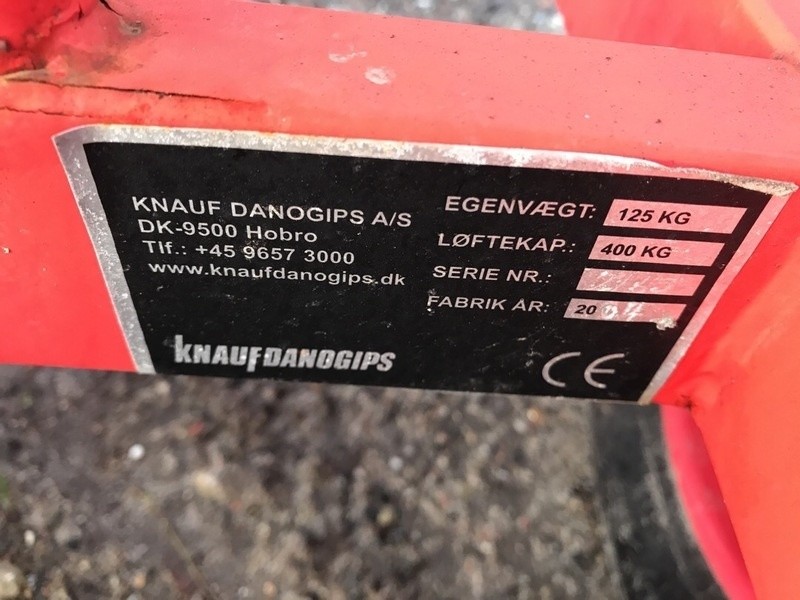 KNAUF DANOGIPS A/S
DK-9500 Hobro
Tlf.: +45 9657 3000
www.knaufdanogips.dk
EGENVÆGT: 125 KG
LØFTEKAP.: 400 KG
SERIE NR.:
FABRIK ÅR: 20
KNAUFDANOGIPS
CE